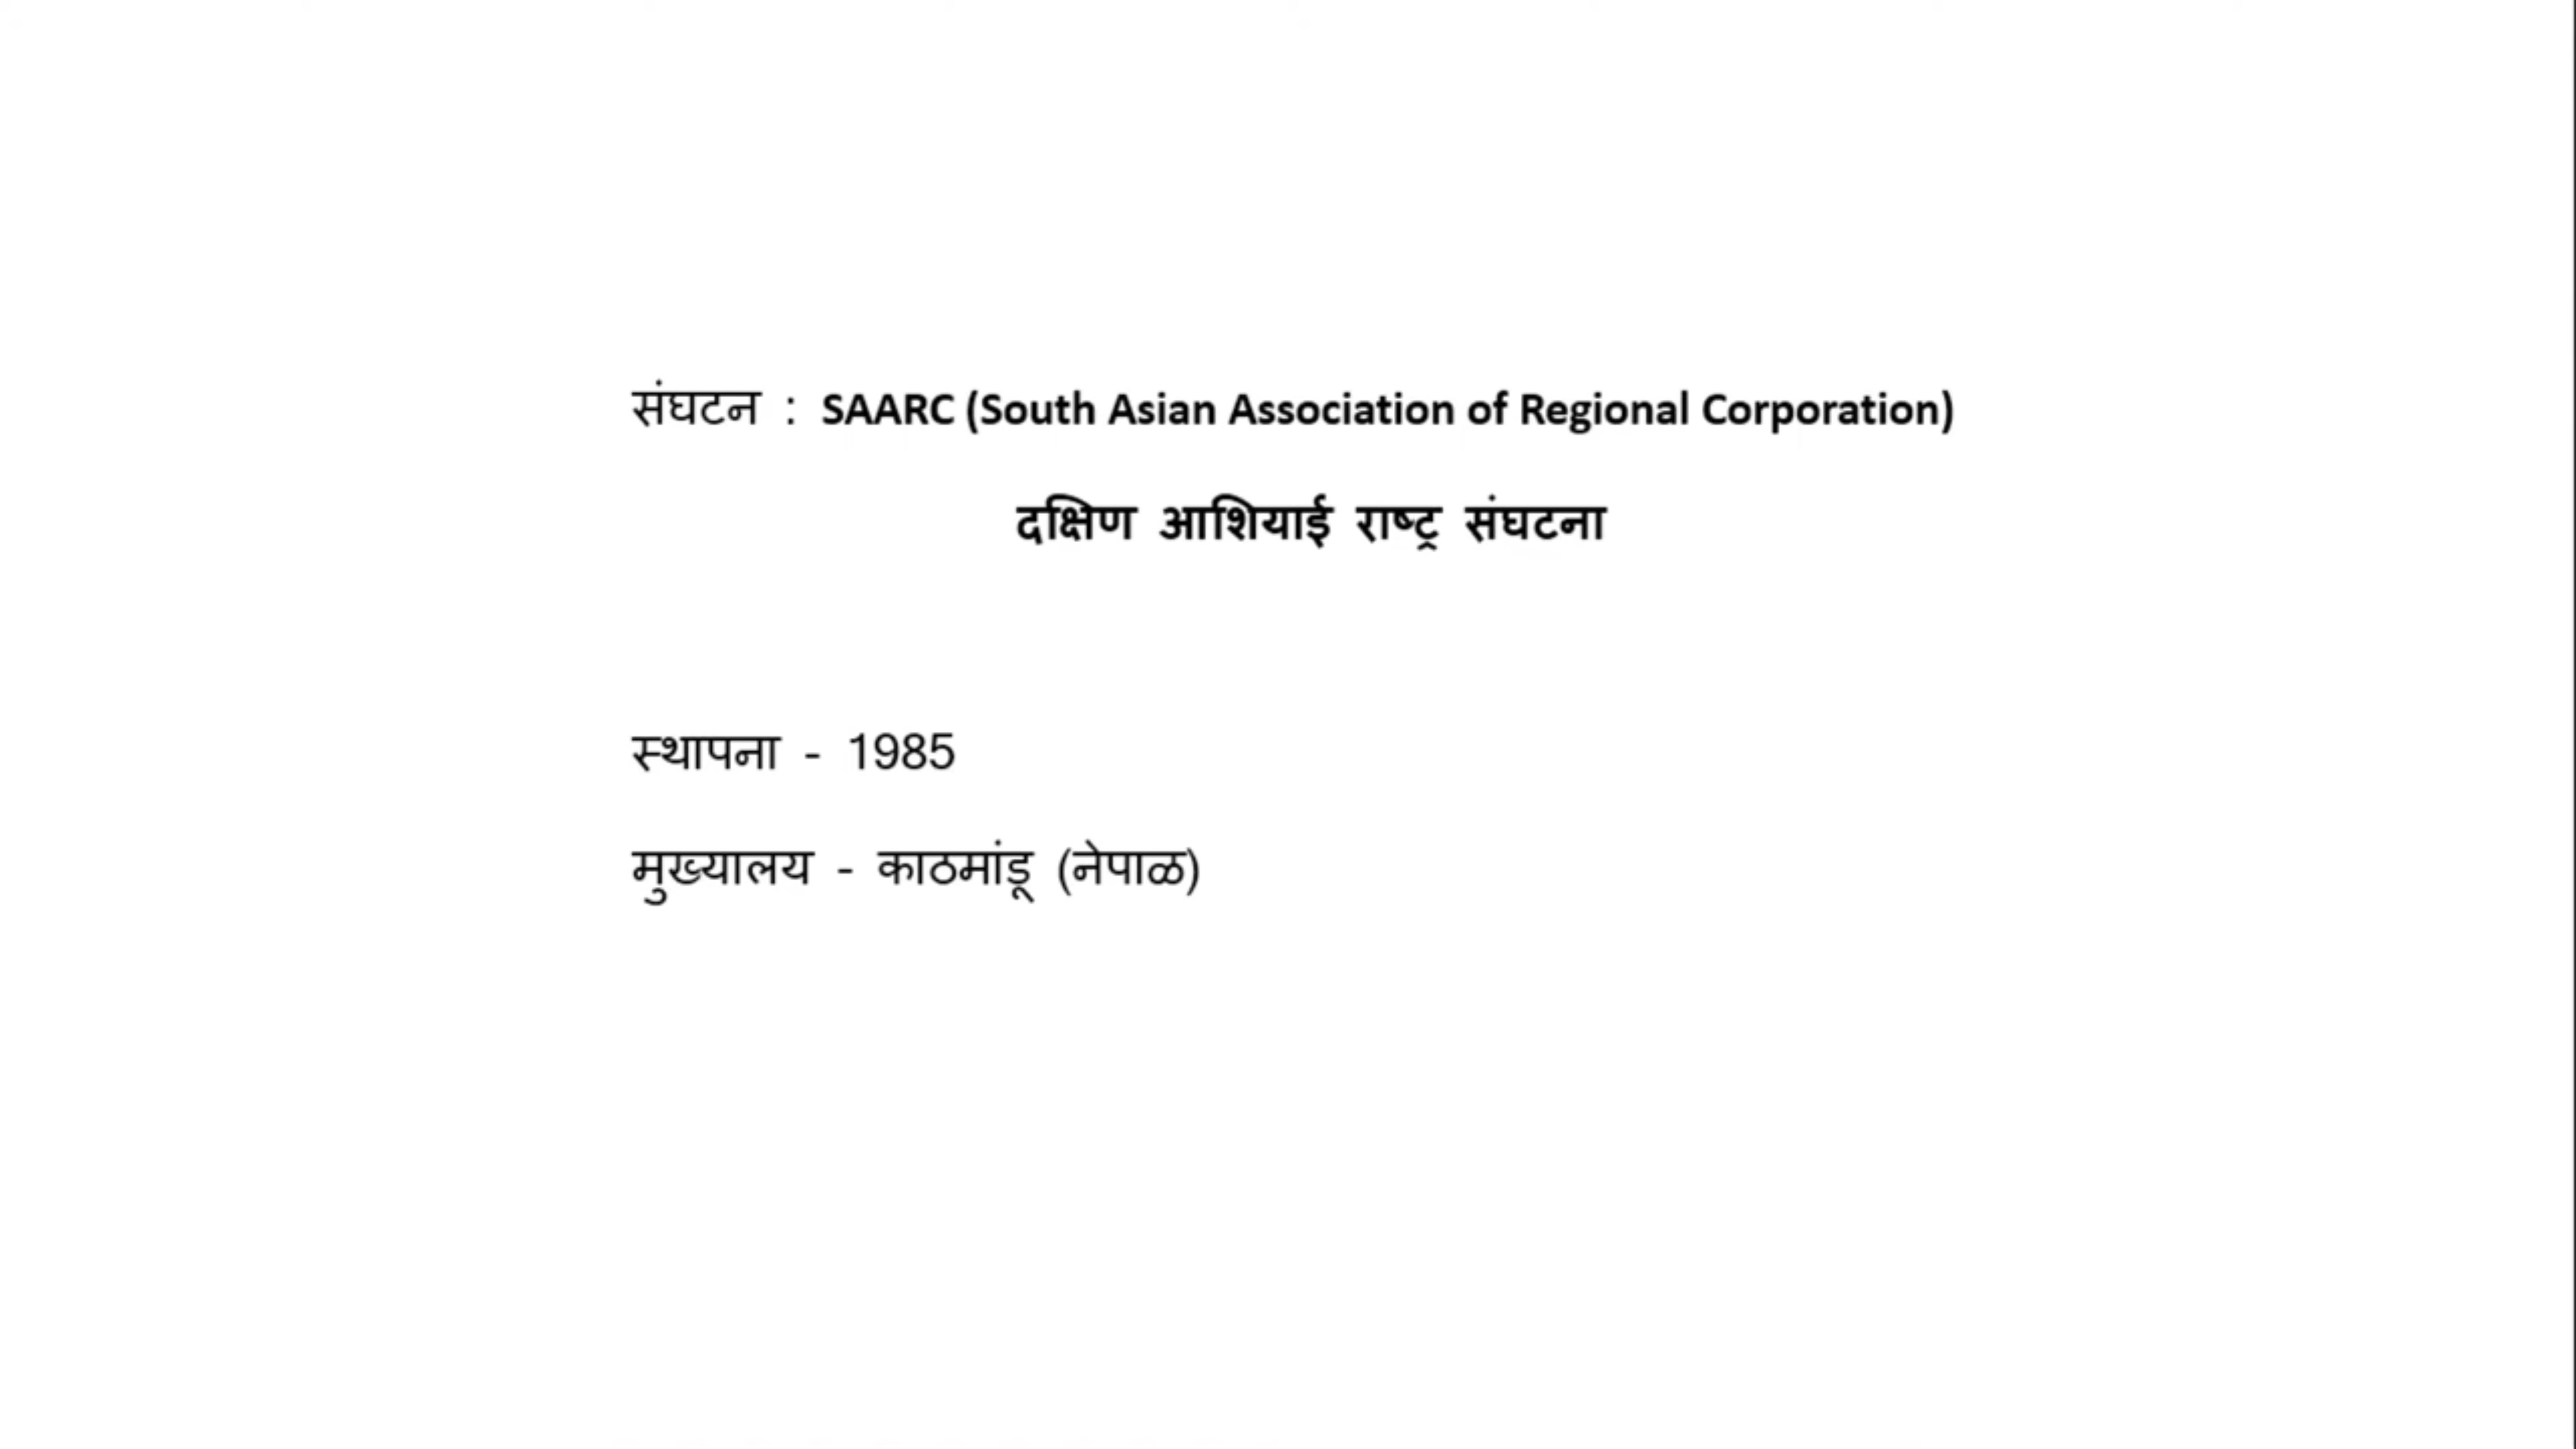 संघटन : SAARC (South Asian Association of Regional Corporation)
दक्षिण आशियाई राष्ट्र संघटना
स्थापना - 1985
मुख्यालय - काठमांडू (नेपाळ)